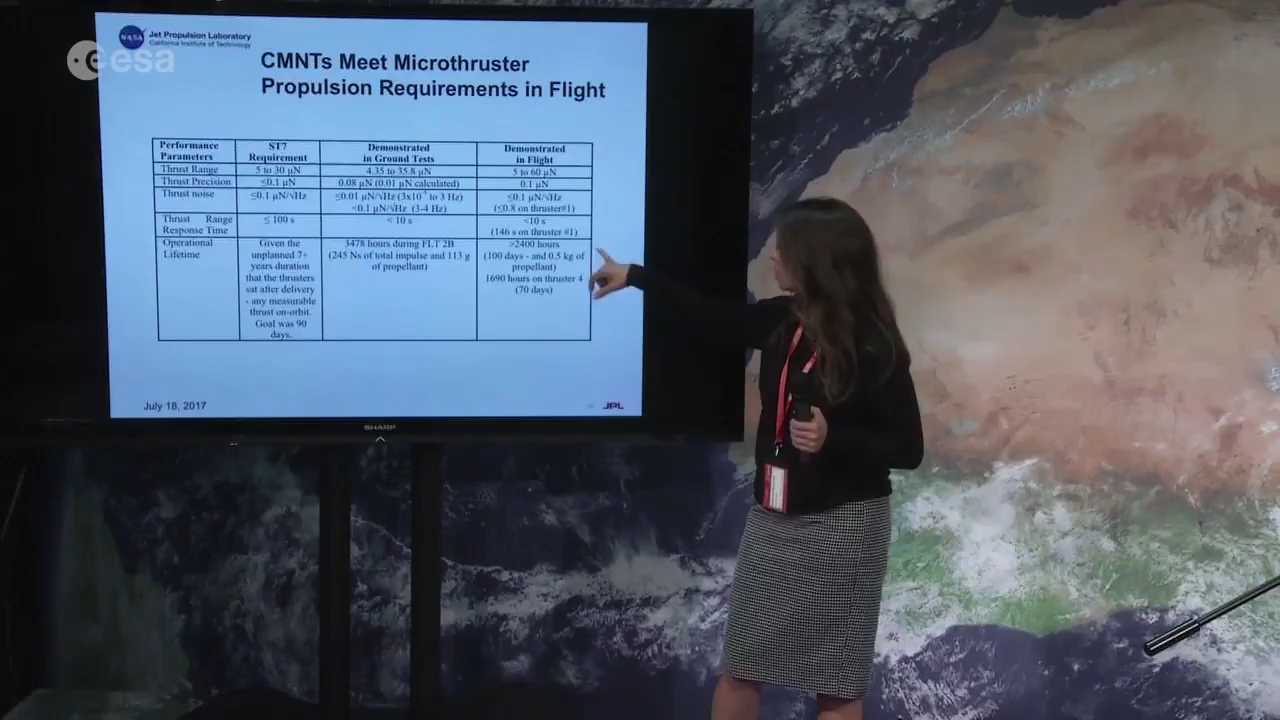 NASA
Jet Propulsion Laboratory
California Institute of Technology
esa
CMNTs Meet Microthruster
Propulsion Requirements in Flight
Performance Parameters
ST7 Requirement
Demonstrated in Ground Tests
Demonstrated in Flight
Thrust Range
5 to 30 µN
4.35 to 35.8 µN
5 to 60 µN
Thrust Precision
≤0.1 µN
0.08 µN (0.01 µN calculated)
0.1 µN
Thrust noise
≤0.1 µN/√Hz
≤0.01 µN/√Hz (3x10 to 3 Hz)
<0.1 µN/√Hz (3-4 Hz)
≤0.1 µN/√Hz
(≤0.8 on thruster#1)
Thrust Range
Response Time
≤ 100 s
< 10 s
<10 s
(146 s on thruster #1)
Operational
Lifetime
Given the
unplanned 7+
years duration
that the thrusters
sat after delivery
- any measurable
thrust on-orbit.
Goal was 90
days.
3478 hours during FLT 2B
(245 Ns of total impulse and 113 g
of propellant)
>2400 hours
(100 days - and 0.5 kg of
propellant)
1690 hours on thruster 4
(70 days)
July 18, 2017
JPL
SHARP